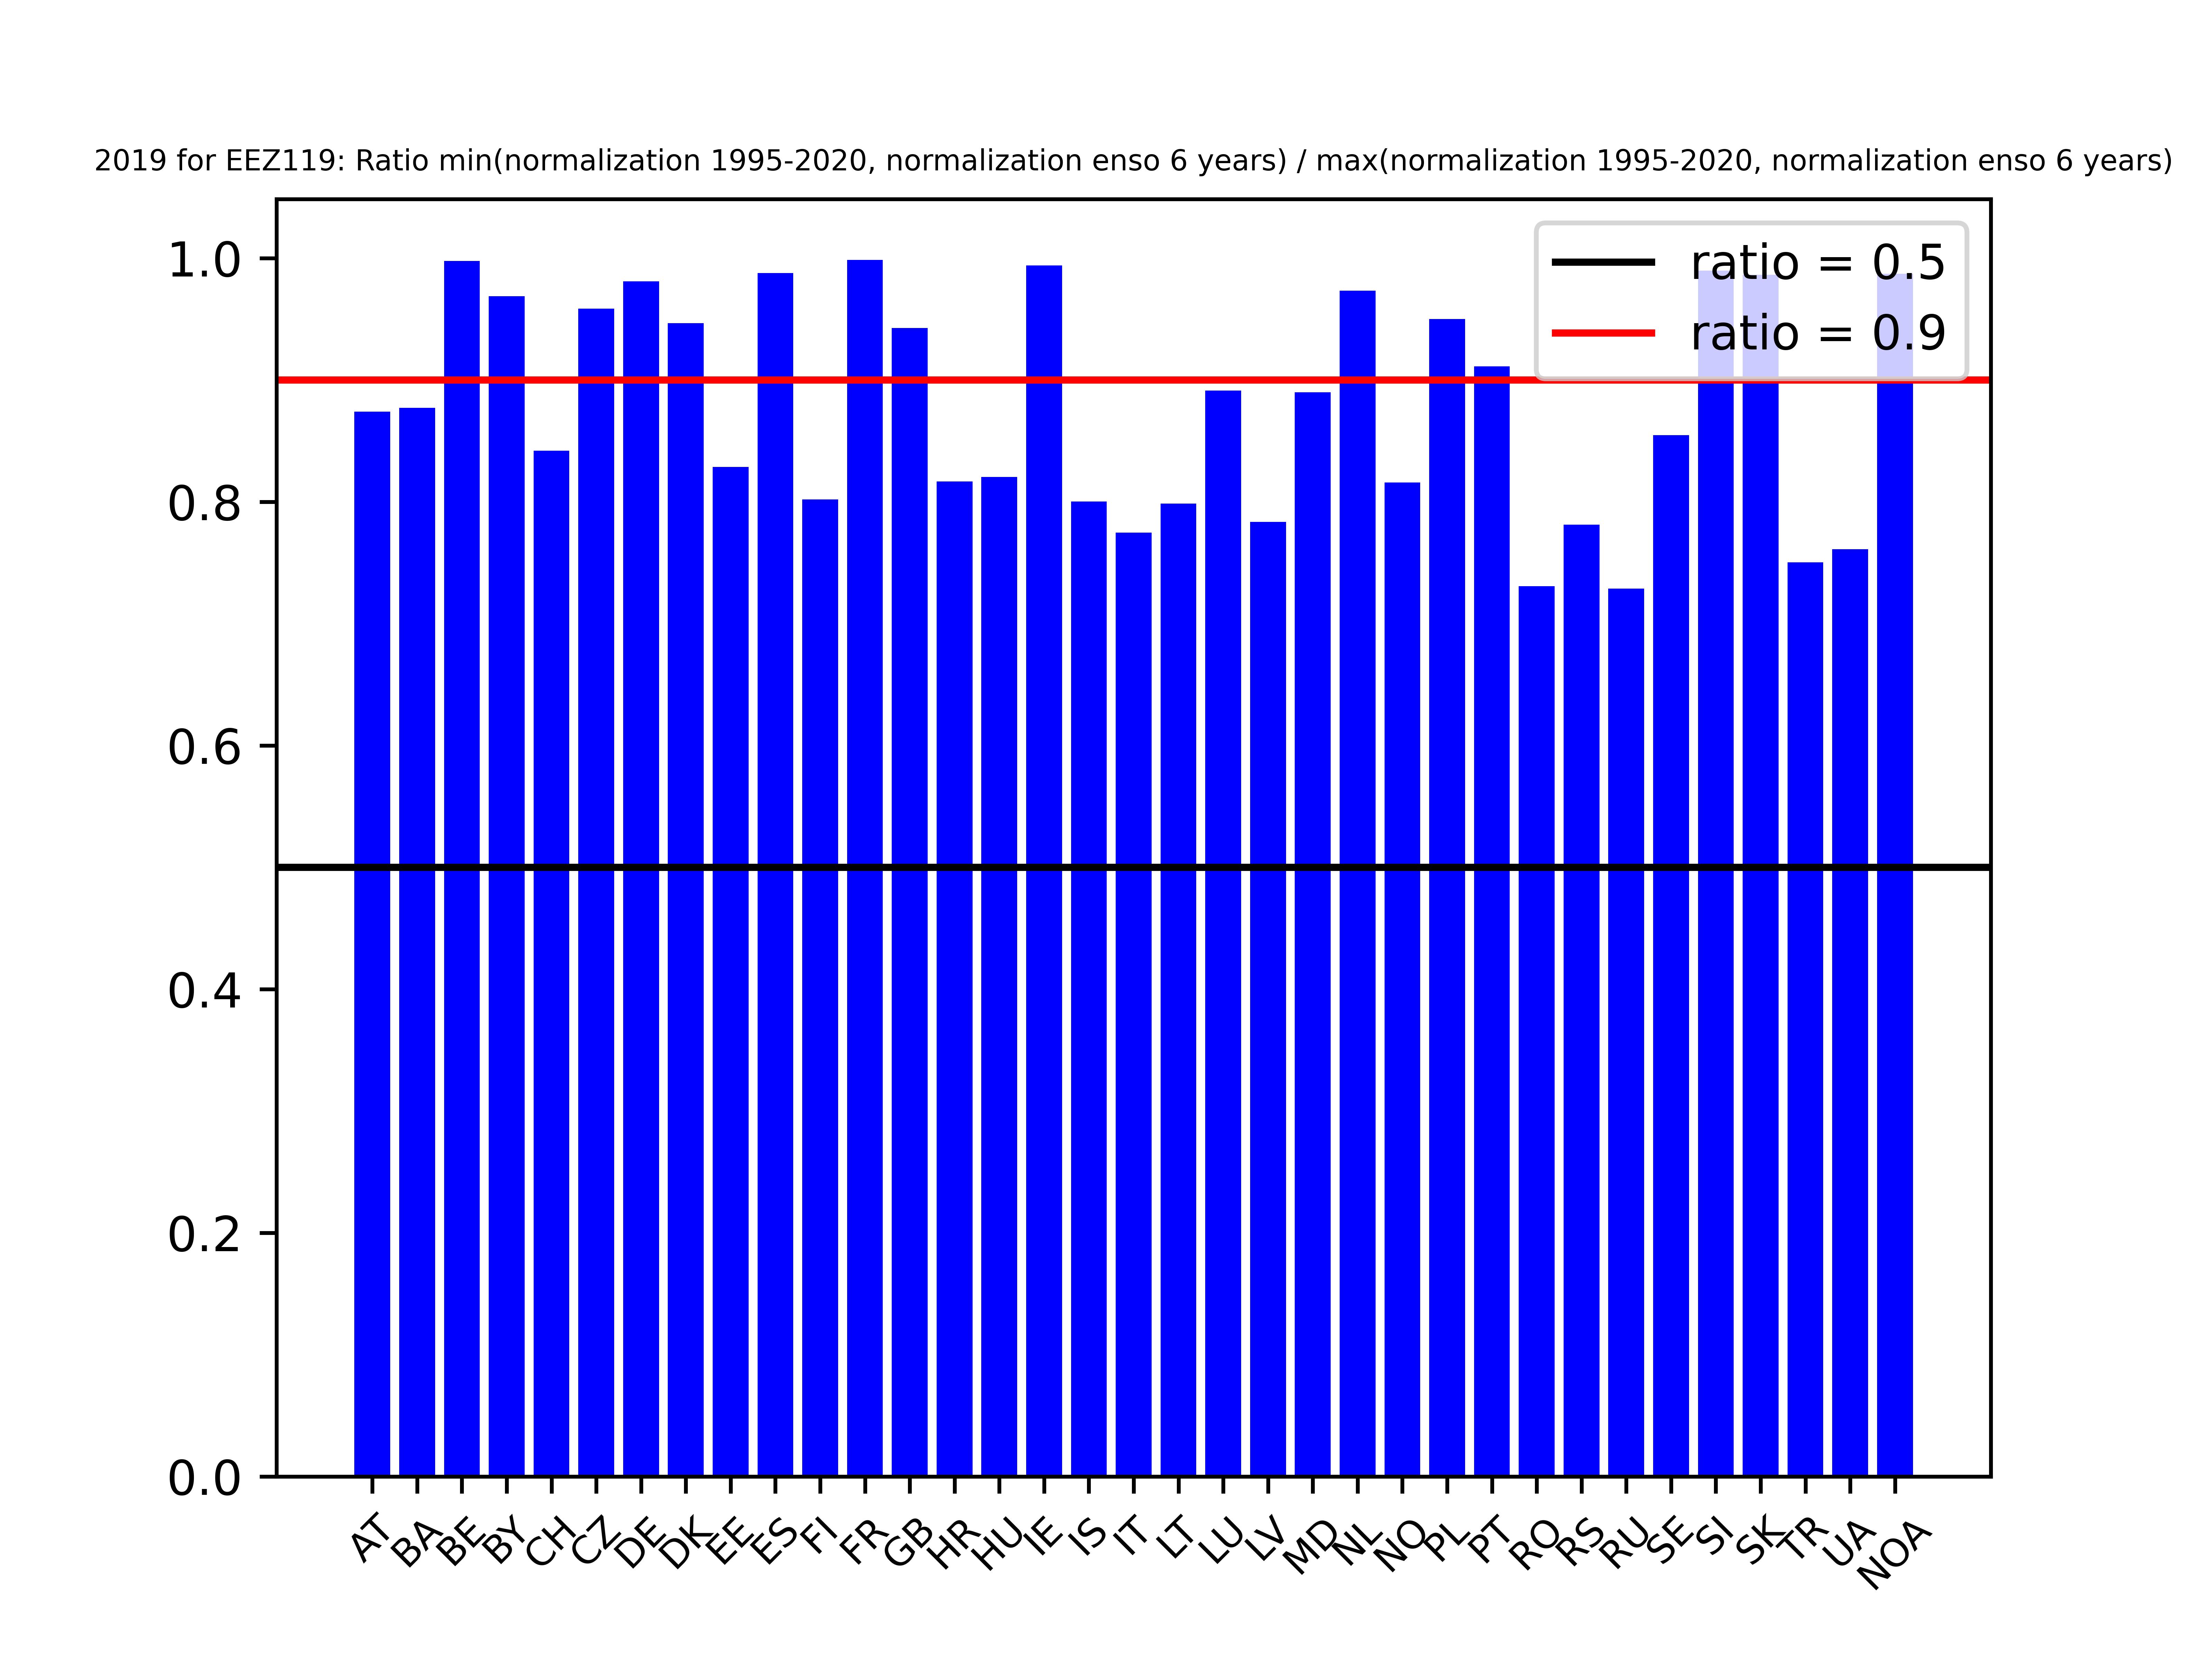 2019 for EEZ119: Ratio min(normalization 1995-2020, normalization enso 6 years) / max(normalization 1995-2020, normalization enso 6 years)
ratio = 0.5
ratio = 0.9
1.0
0.8
0.6
0.4
0.2
0.0
AT BA BE BY CH CZ DE DK EE ES FI FR GB HR HU IE IS IT LT LU LV MD NL NO PL PT RO RS RU SE SI SK TR UA NOA